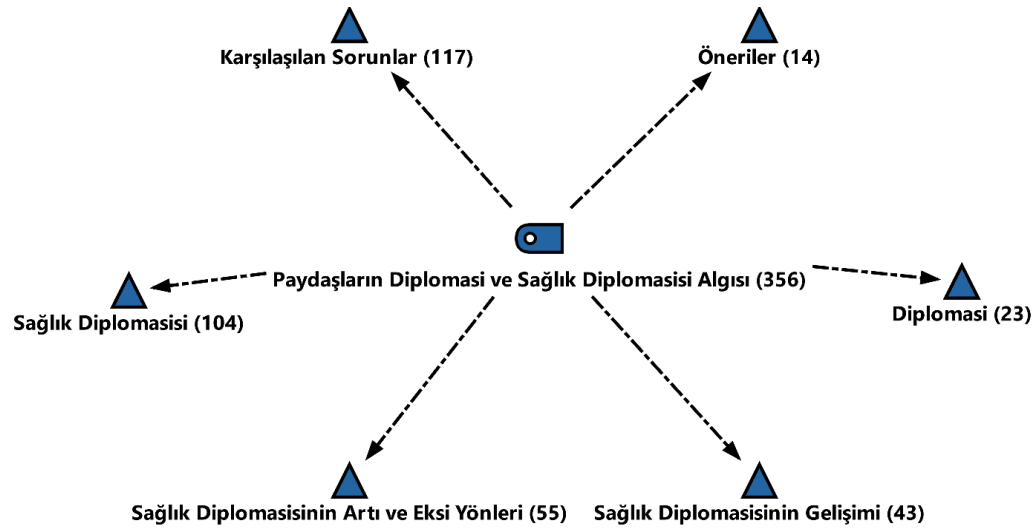 Karşılaşılan Sorunlar (117)
Öneriler (14)
Paydaşların Diplomasi ve Sağlık Diplomasisi Algısı (356)
Sağlık Diplomasisi (104)
Diplomasi (23)
Sağlık Diplomasisinin Artı ve Eksi Yönleri (55)
Sağlık Diplomasisinin Gelişimi (43)